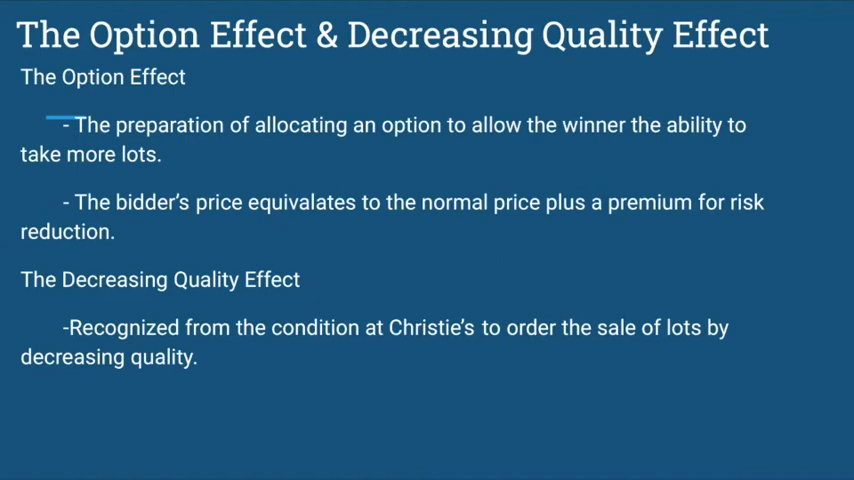 The Option Effect & Decreasing Quality Effect
The Option Effect
- The preparation of allocating an option to allow the winner the ability to
take more lots.
- The bidder’s price equivalates to the normal price plus a premium for risk
reduction.
The Decreasing Quality Effect
-Recognized from the condition at Christie’s to order the sale of lots by
decreasing quality.